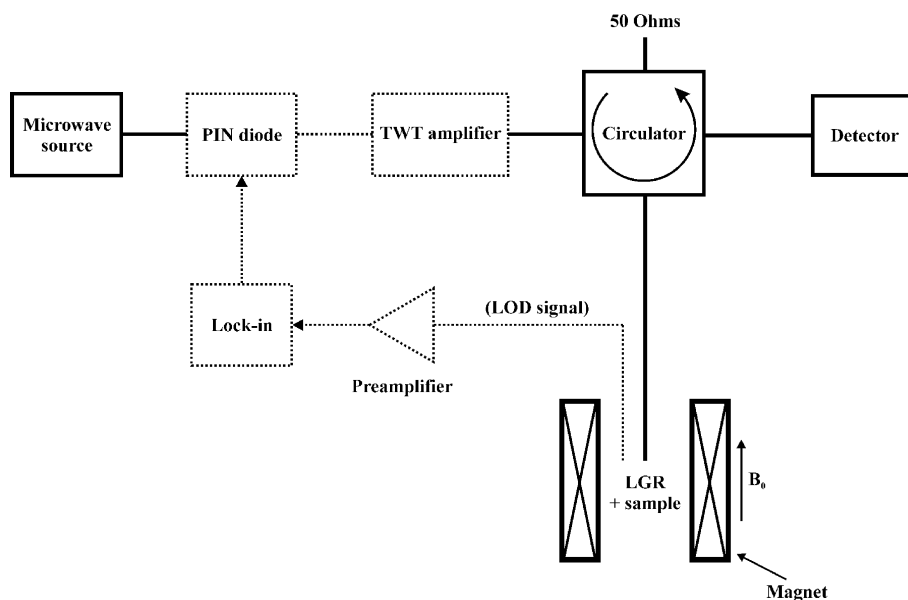 50 Ohms
Microwave
source
PIN diode
TWT amplifier
Circulator
Detector
Lock-in
(LOD signal)
Preamplifier
LGR
+ sample
B₀
Magnet